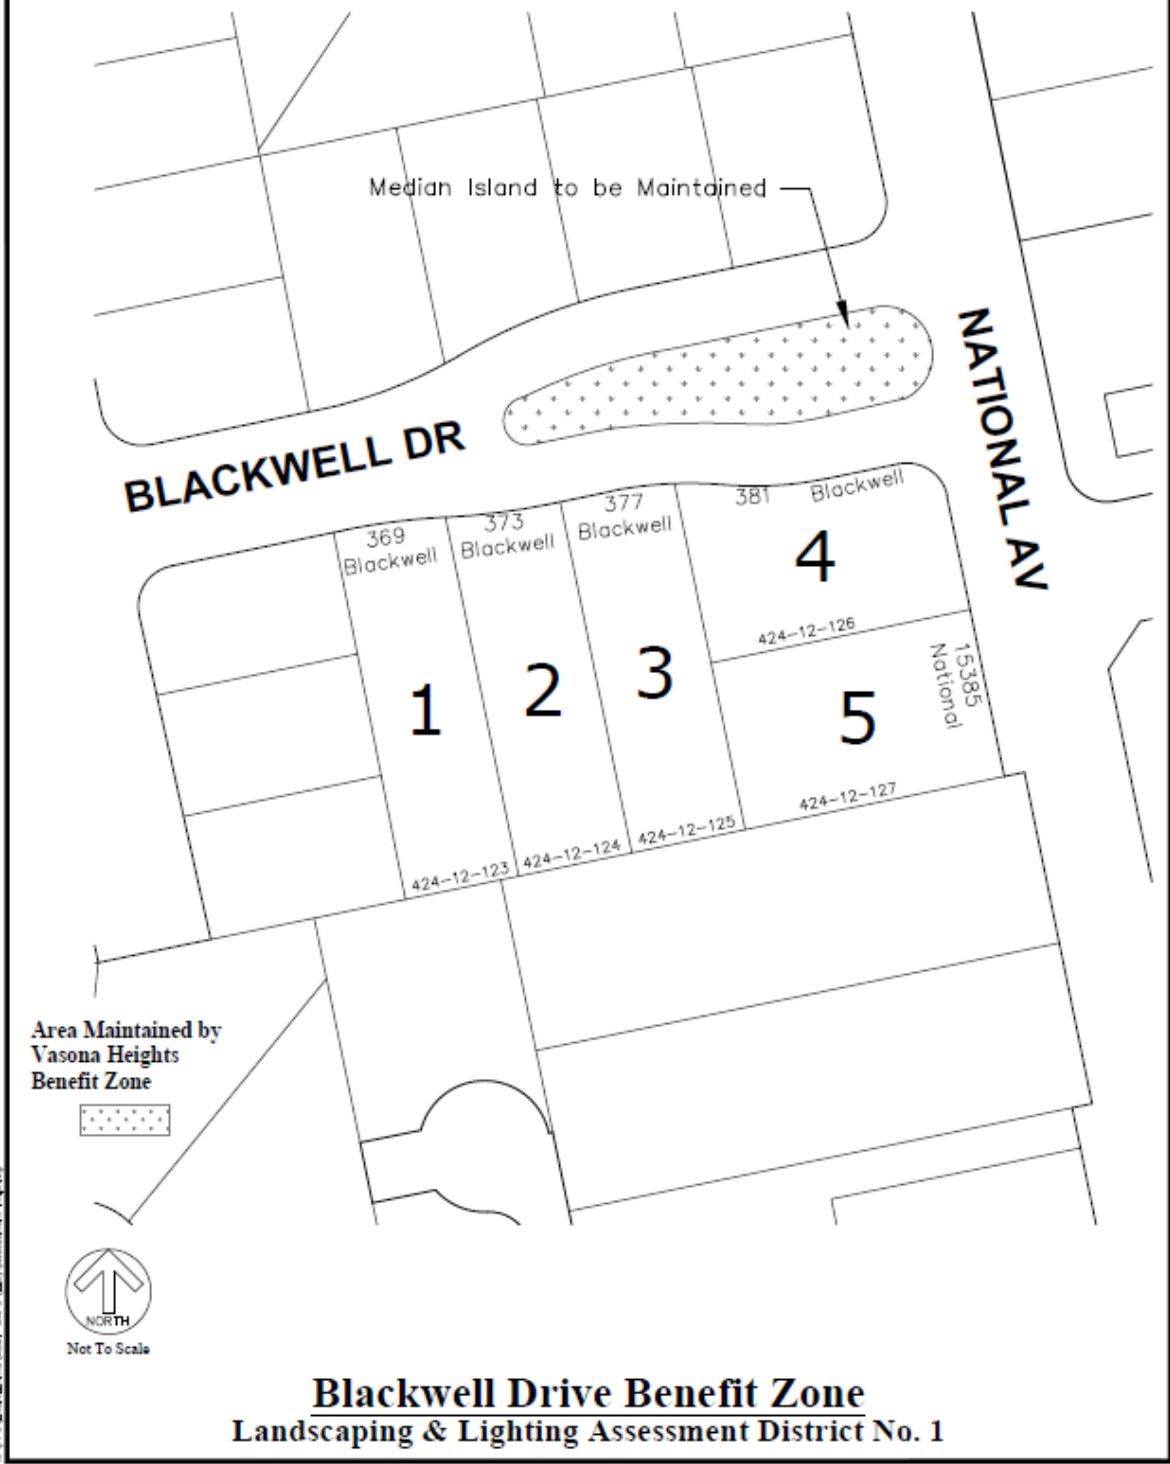 Median Island to be Maintained
NATIONAL AV
BLACKWELL DR
369
Blackwell
373
Blackwell
377
Blackwell
381 Blackwell
4
424-12-126
15385
National
1
2
3
5
424-12-127
424-12-123
424-12-124
424-12-125
Area Maintained by
Vasona Heights
Benefit Zone
NORTH
Not To Scale
Blackwell Drive Benefit Zone
Landscaping & Lighting Assessment District No. 1